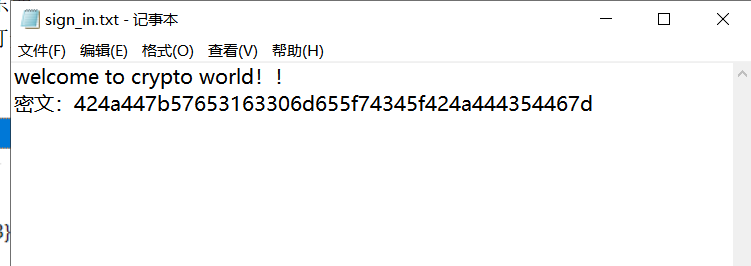 sign_in.txt - 记事本
文件(F) 编辑(E) 格式(O) 查看(V) 帮助(H)
welcome to crypto world！！
密文：424a447b57653163306d655f74345f424a444354467d
3}